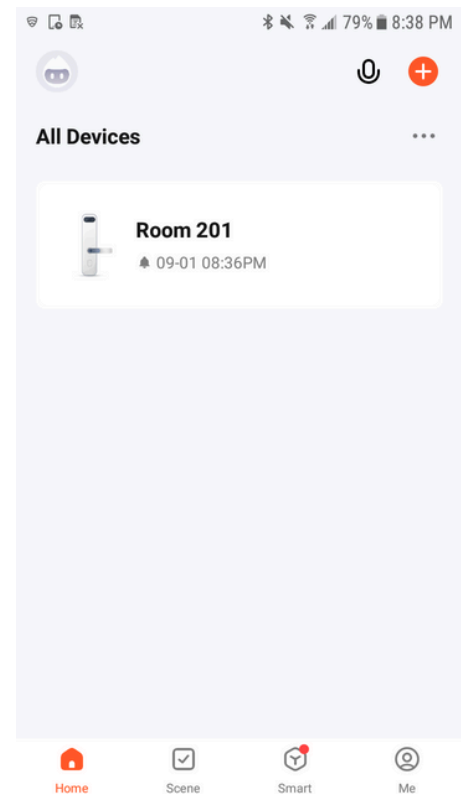 79% 8:38 PM
All Devices
Room 201
09-01 08:36PM
Home Scene Smart Me